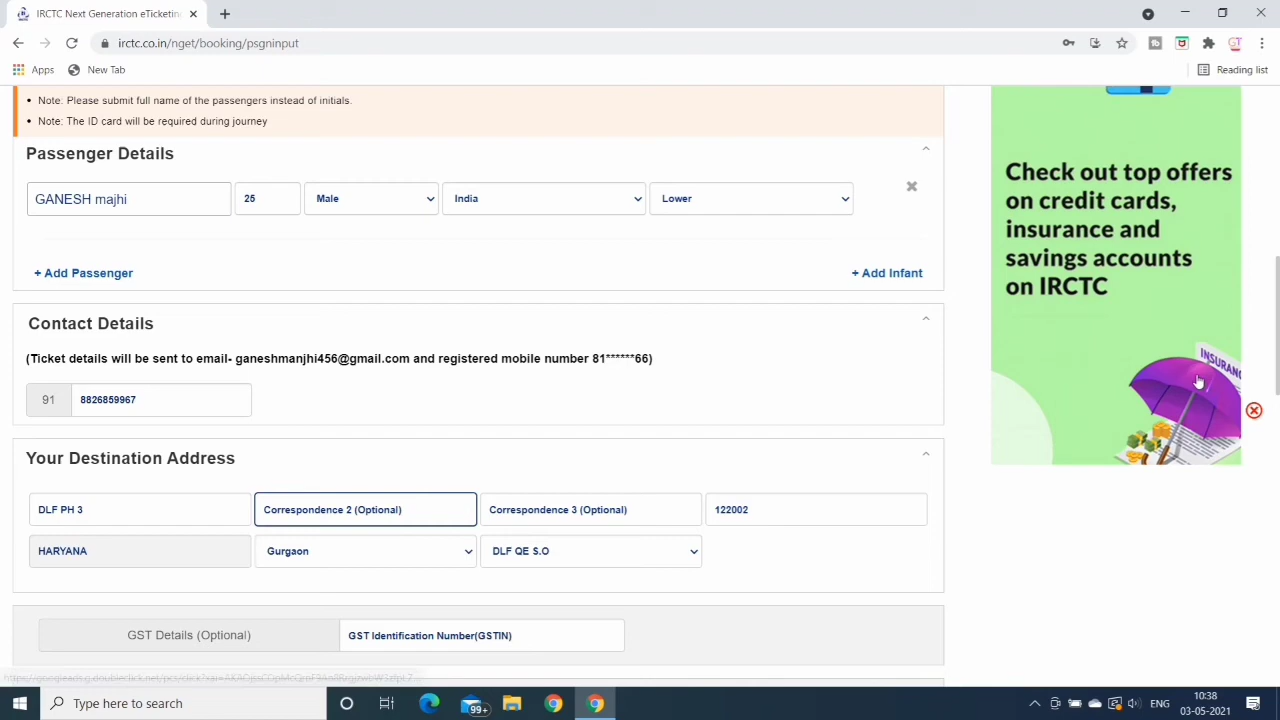 IRCTC Next Generation eTicketin
irctc.co.in/nget/booking/psgninput
GT
Apps
New Tab
Reading list
Note: Please submit full name of the passengers instead of initials.
Note: The ID card will be required during journey
Passenger Details
GANESH majhi
25
Male
India
Lower
+ Add Passenger
+ Add Infant
Contact Details
(Ticket details will be sent to email- ganeshmanjhi456@gmail.com and registered mobile number 81******66)
91
8826859967
Your Destination Address
DLF PH 3
Correspondence 2 (Optional)
Correspondence 3 (Optional)
122002
HARYANA
Gurgaon
DLF QE S.O
GST Details (Optional)
GST Identification Number(GSTIN)
Check out top offers
on credit cards,
insurance and
savings accounts
on IRCTC
INSURANC
Type here to search
99+
ENG
10:38
03-05-2021